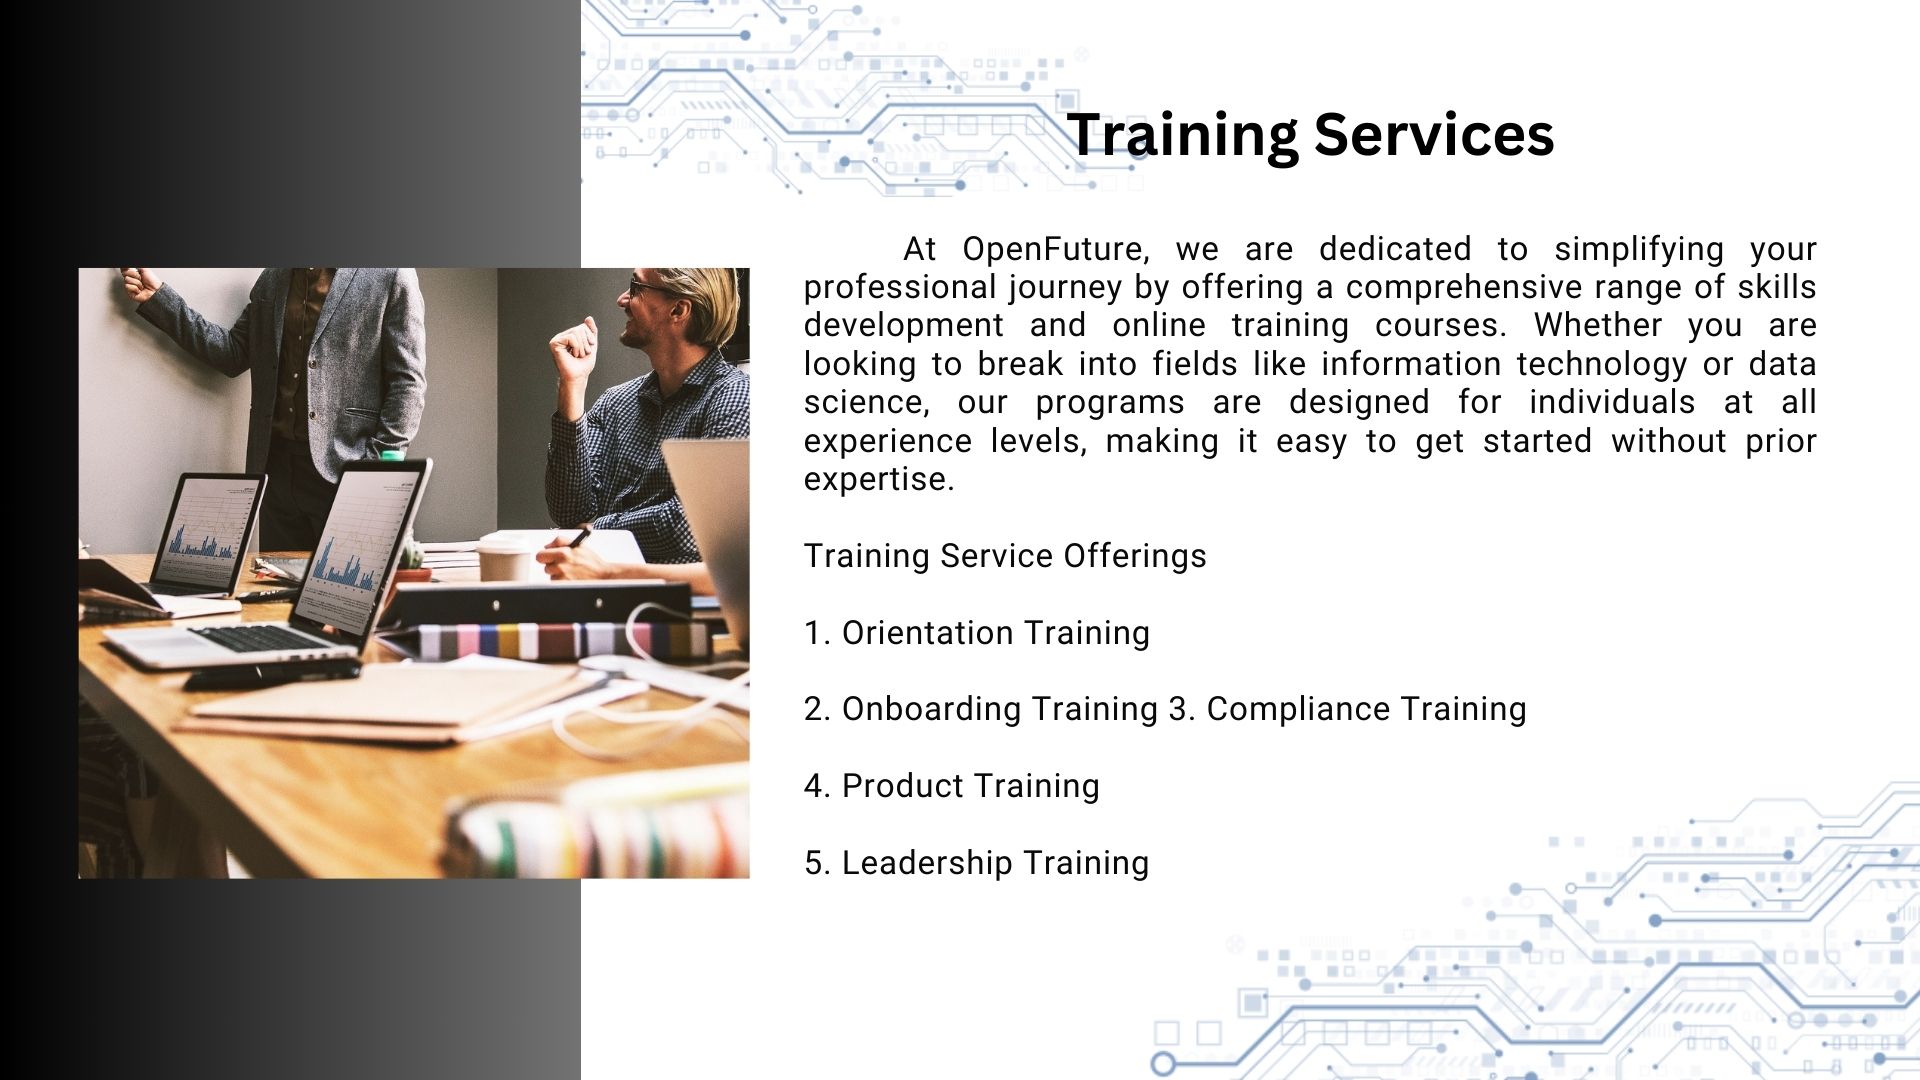 Training Services
At OpenFuture, we are dedicated to simplifying your
professional journey by offering a comprehensive range of skills
development and online training courses. Whether you are
looking to break into fields like information technology or data
science, our programs are designed for individuals at all
experience levels, making it easy to get started without prior
expertise.
Training Service Offerings
1. Orientation Training
2. Onboarding Training 3. Compliance Training
4. Product Training
5. Leadership Training